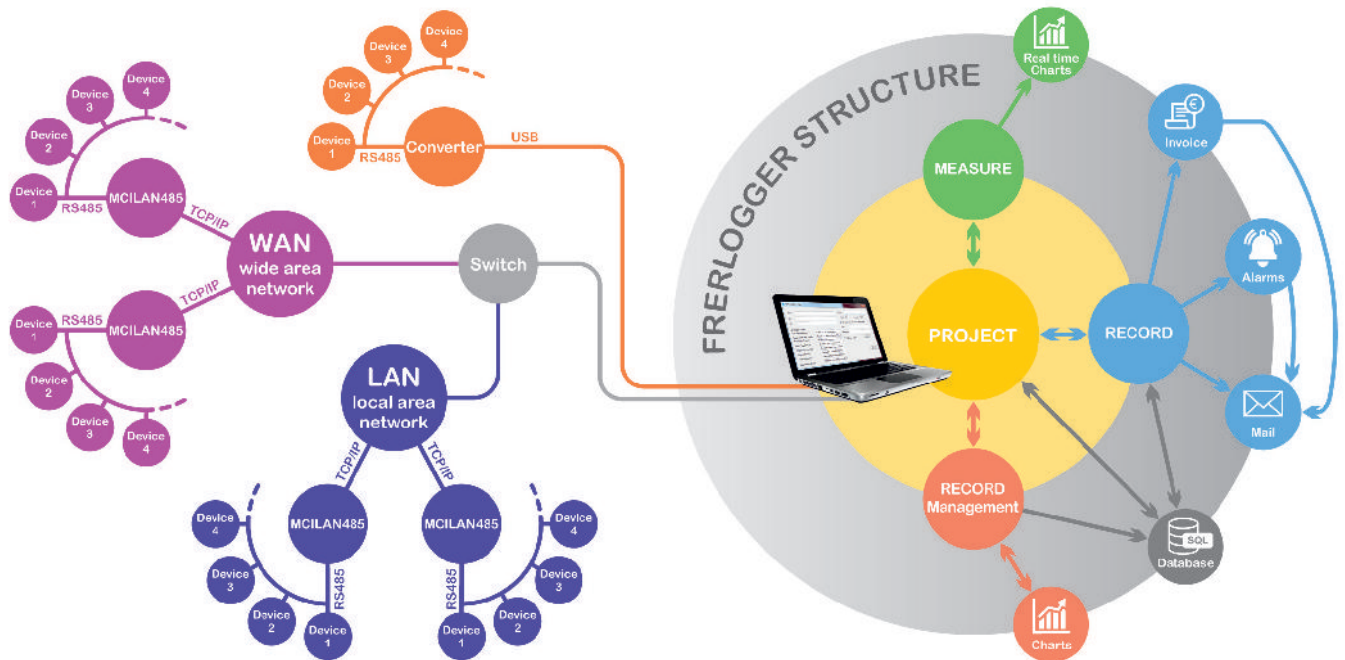 Device
4
Device
3
Device
2
Device
1
RS485
MCILAN485
TCP/IP
Device
4
Device
3
Device
2
Device
1
RS485
Converter
USB
WAN
wide area
network
Switch
TCP/IP
RS485
MCILAN485
Device
1
Device
2
Device
3
Device
4
LAN
local area
network
TCP/IP
TCP/IP
MCILAN485
MCILAN485
Device
4
Device
3
Device
2
Device
1
RS485
RS485
Device
4
Device
3
Device
2
Device
1
FRERLOGGER STRUCTURE
Real time
Charts
€
Invoice
MEASURE
Alarms
PROJECT
RECORD
Mail
RECORD
Management
SQL
Database
Charts